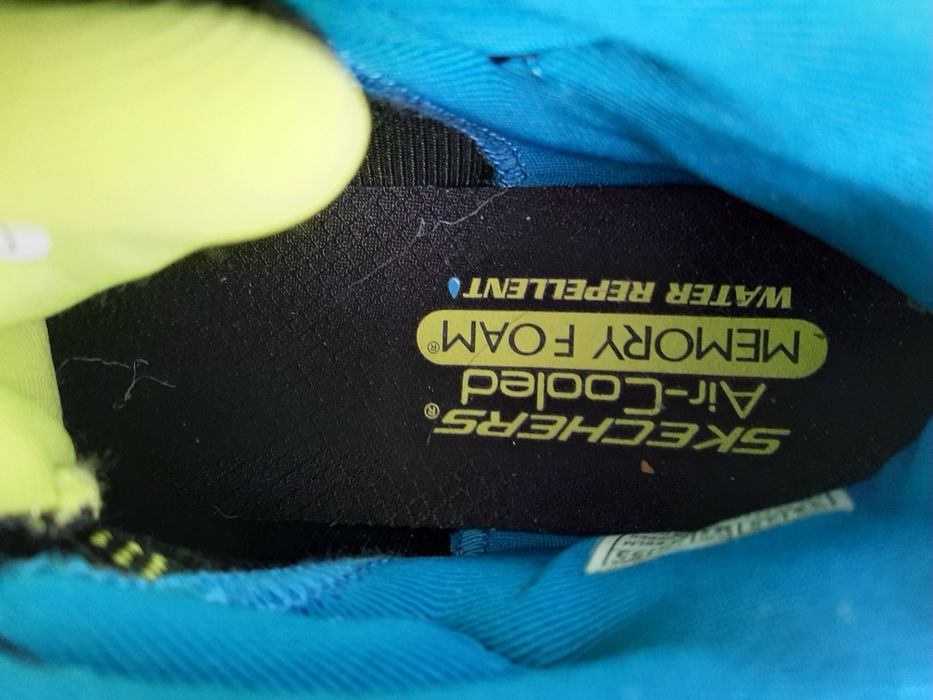 SKECHERS®
Air-Cooled
MEMORY FOAM®
WATER REPELLENT